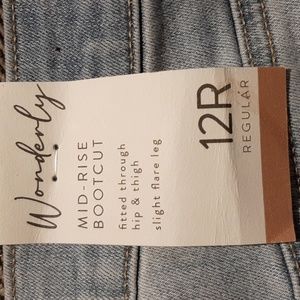 Wonderly
MID-RISE
BOOTCUT
fitted through
hip & thigh
slight flare leg
12R
REGULAR